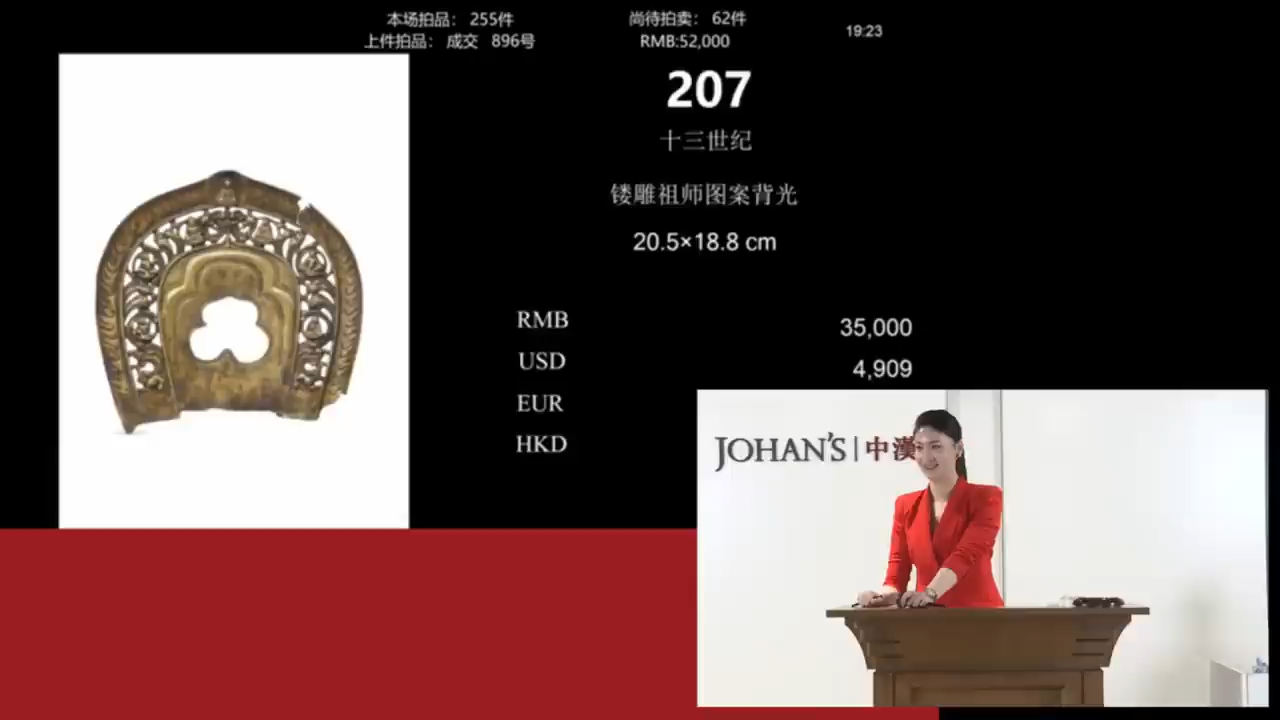 本场拍品： 255件
尚待拍卖： 62件
上件拍品： 成交 896号
RMB:52,000
19:23
207
十三世纪
镂雕祖师图案背光
20.5×18.8 cm
RMB 35,000
USD 4,909
EUR
HKD
JOHAN'S | 中漢